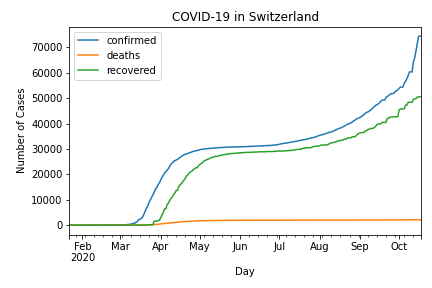 COVID-19 in Switzerland
confirmed
deaths
recovered
Number of Cases
70000
60000
50000
40000
30000
20000
10000
0
Feb Mar Apr May Jun Jul Aug Sep Oct
2020
Day